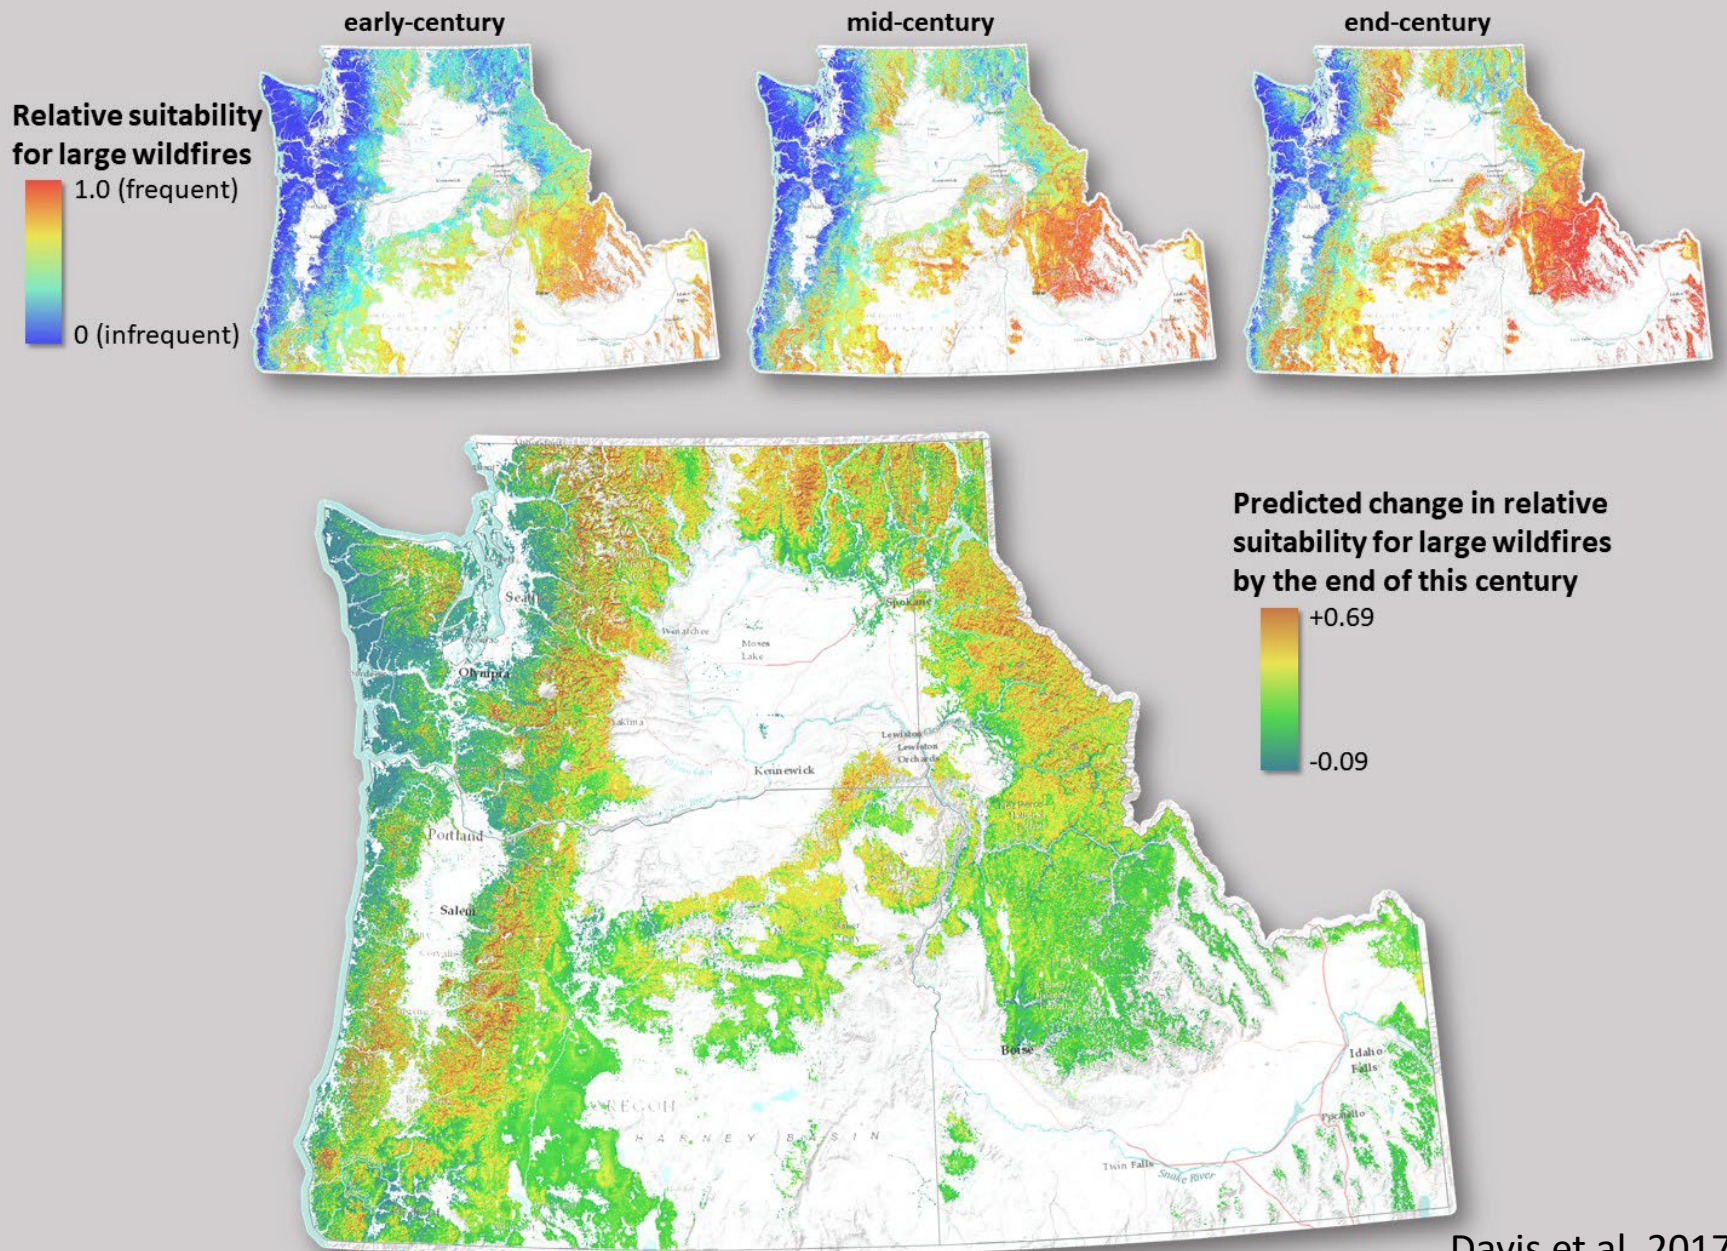 early-century
mid-century
end-century
Relative suitability
for large wildfires
1.0 (frequent)
0 (infrequent)
Predicted change in relative
suitability for large wildfires
by the end of this century
+0.69
-0.09
Spokane
Wenatchee
Moses
Lake
Olympia
Yakima
Lewiston
Lewiston
Orchards
Kennewick
Portland
Salem
Boise
Idaho
Falls
OREGON
HARNEY BASIN
Pocatello
Twin Falls
Snake River
Davis et al. 2017